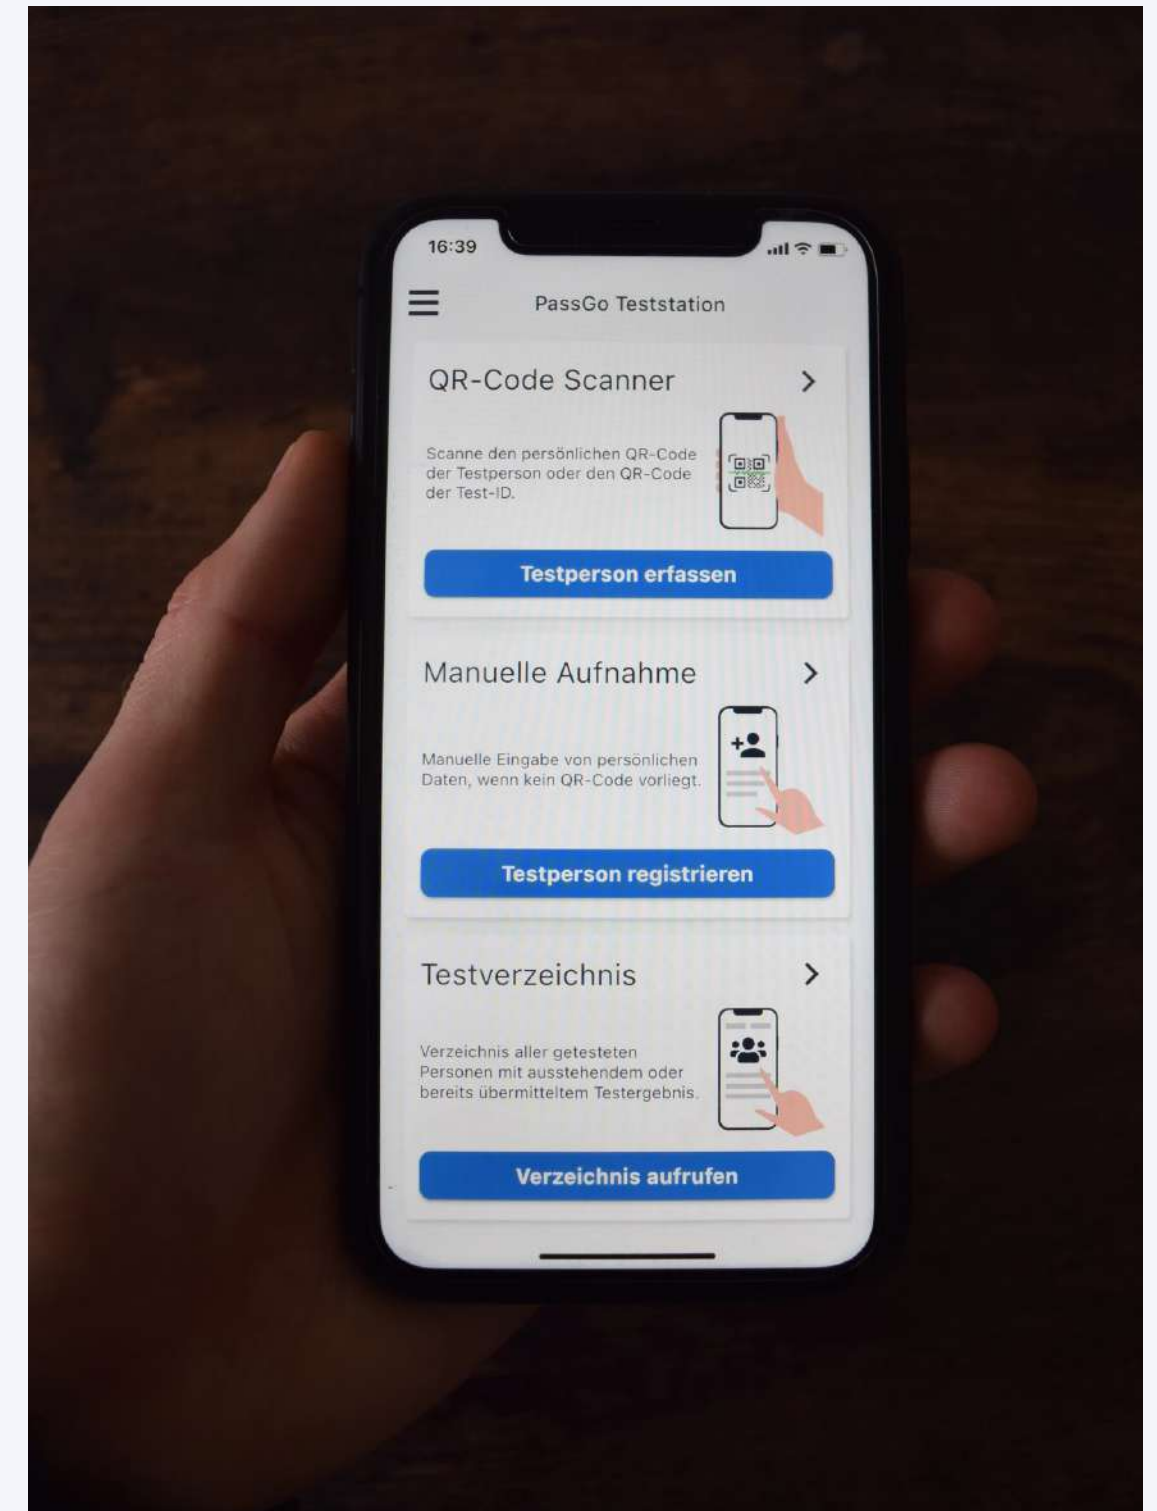 16:39
PassGo Teststation
QR-Code Scanner
Scanne den persönlichen QR-Code
der Testperson oder den QR-Code
der Test-ID.
Testperson erfassen
Manuelle Aufnahme
Manuelle Eingabe von persönlichen
Daten, wenn kein QR-Code vorliegt.
Testperson registrieren
Testverzeichnis
Verzeichnis aller getesteten
Personen mit ausstehendem oder
bereits übermitteltem Testergebnis.
Verzeichnis aufrufen